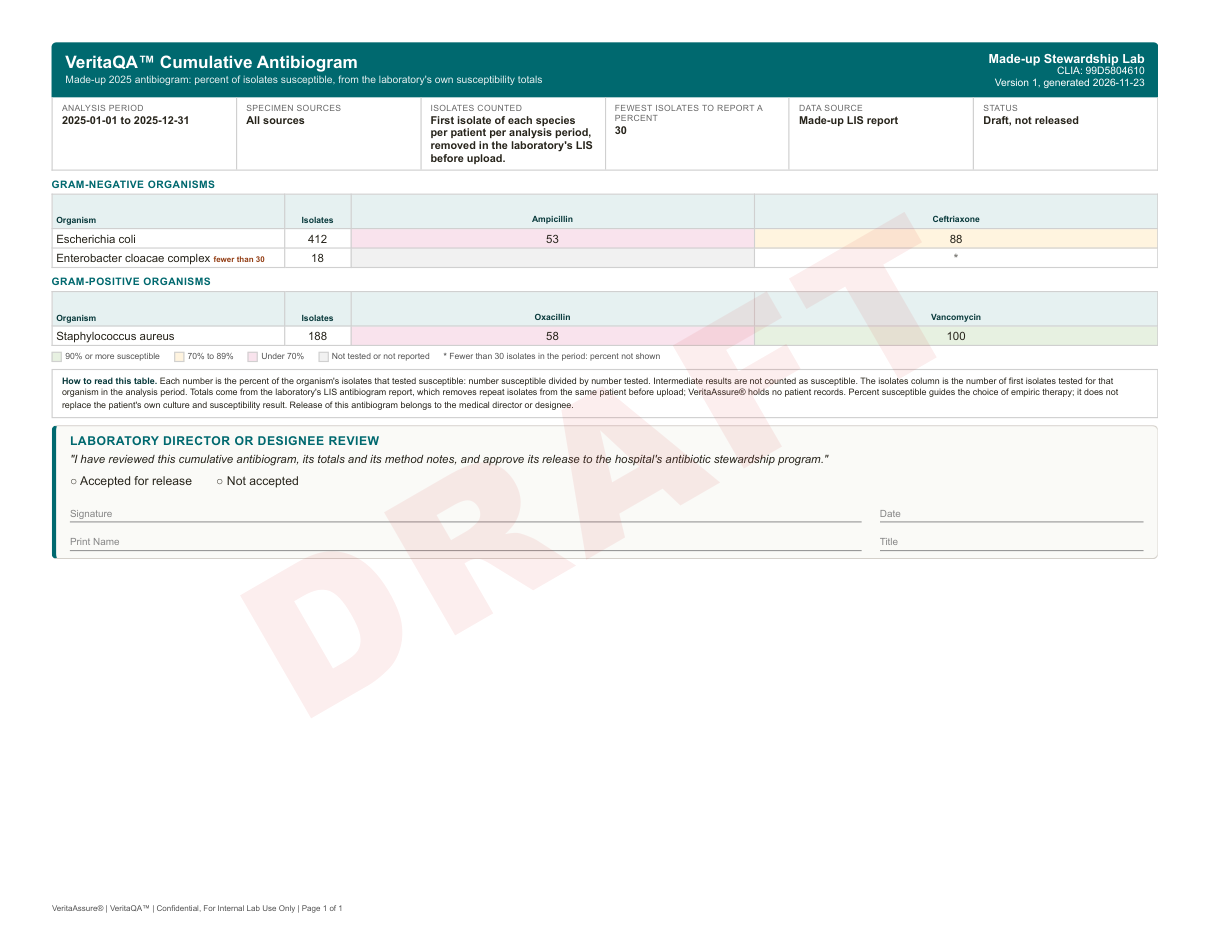 VeritaQA™ Cumulative Antibiogram
Made-up 2025 antibiogram: percent of isolates susceptible, from the laboratory's own susceptibility totals
Made-up Stewardship Lab
CLIA: 99D5804610
Version 1, generated 2026-11-23
ANALYSIS PERIOD
2025-01-01 to 2025-12-31
SPECIMEN SOURCES
All sources
ISOLATES COUNTED
First isolate of each species
per patient per analysis period,
removed in the laboratory's LIS
before upload.
FEWEST ISOLATES TO REPORT A
PERCENT
30
DATA SOURCE
Made-up LIS report
STATUS
Draft, not released
GRAM-NEGATIVE ORGANISMS
Organism Isolates Ampicillin Ceftriaxone
Escherichia coli 412 53 88
Enterobacter cloacae complex fewer than 30 18 *
GRAM-POSITIVE ORGANISMS
Organism Isolates Oxacillin Vancomycin
Staphylococcus aureus 188 58 100
90% or more susceptible 70% to 89% Under 70% Not tested or not reported * Fewer than 30 isolates in the period: percent not shown
How to read this table. Each number is the percent of the organism's isolates that tested susceptible: number susceptible divided by number tested. Intermediate results are not counted as susceptible. The isolates column is the number of first isolates tested for that
organism in the analysis period. Totals come from the laboratory's LIS antibiogram report, which removes repeat isolates from the same patient before upload; VeritaAssure® holds no patient records. Percent susceptible guides the choice of empiric therapy; it does not
replace the patient's own culture and susceptibility result. Release of this antibiogram belongs to the medical director or designee.
LABORATORY DIRECTOR OR DESIGNEE REVIEW
"I have reviewed this cumulative antibiogram, its totals and its method notes, and approve its release to the hospital's antibiotic stewardship program."
○ Accepted for release ○ Not accepted
Signature Date
Print Name Title
DRAFT
VeritaAssure® | VeritaQA™ | Confidential, For Internal Lab Use Only | Page 1 of 1